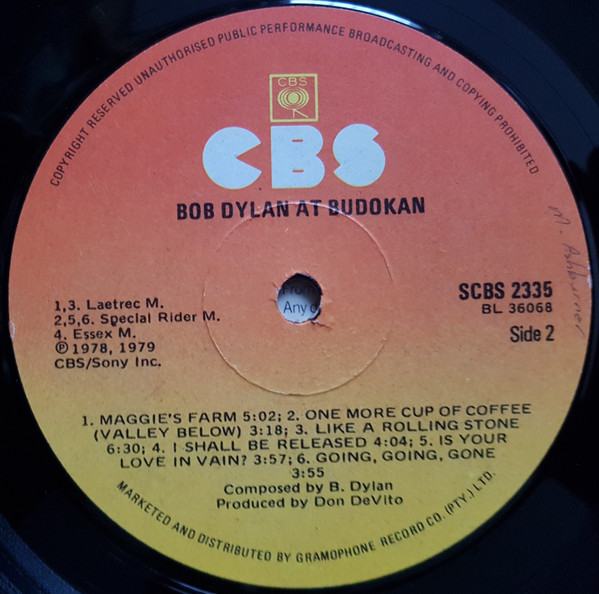 COPYRIGHT RESERVED UNAUTHORISED PUBLIC PERFORMANCE BROADCASTING AND COPYING PROHIBITED
CBS
CBS
BOB DYLAN AT BUDOKAN
M. Ashburner
1,3. Laetrec M.
2,5,6. Special Rider M.
4. Essex M.
℗ 1978, 1979
CBS/Sony Inc.
Any
SCBS 2335
BL 36068
Side 2
1. MAGGIE'S FARM 5:02; 2. ONE MORE CUP OF COFFEE
(VALLEY BELOW) 3:18; 3. LIKE A ROLLING STONE
6:30; 4. I SHALL BE RELEASED 4:04; 5. IS YOUR
LOVE IN VAIN? 3:57; 6. GOING, GOING, GONE
3:55
Composed by B. Dylan
Produced by Don DeVito
MARKETED AND DISTRIBUTED BY GRAMOPHONE RECORD CO. (PTY.) LTD.